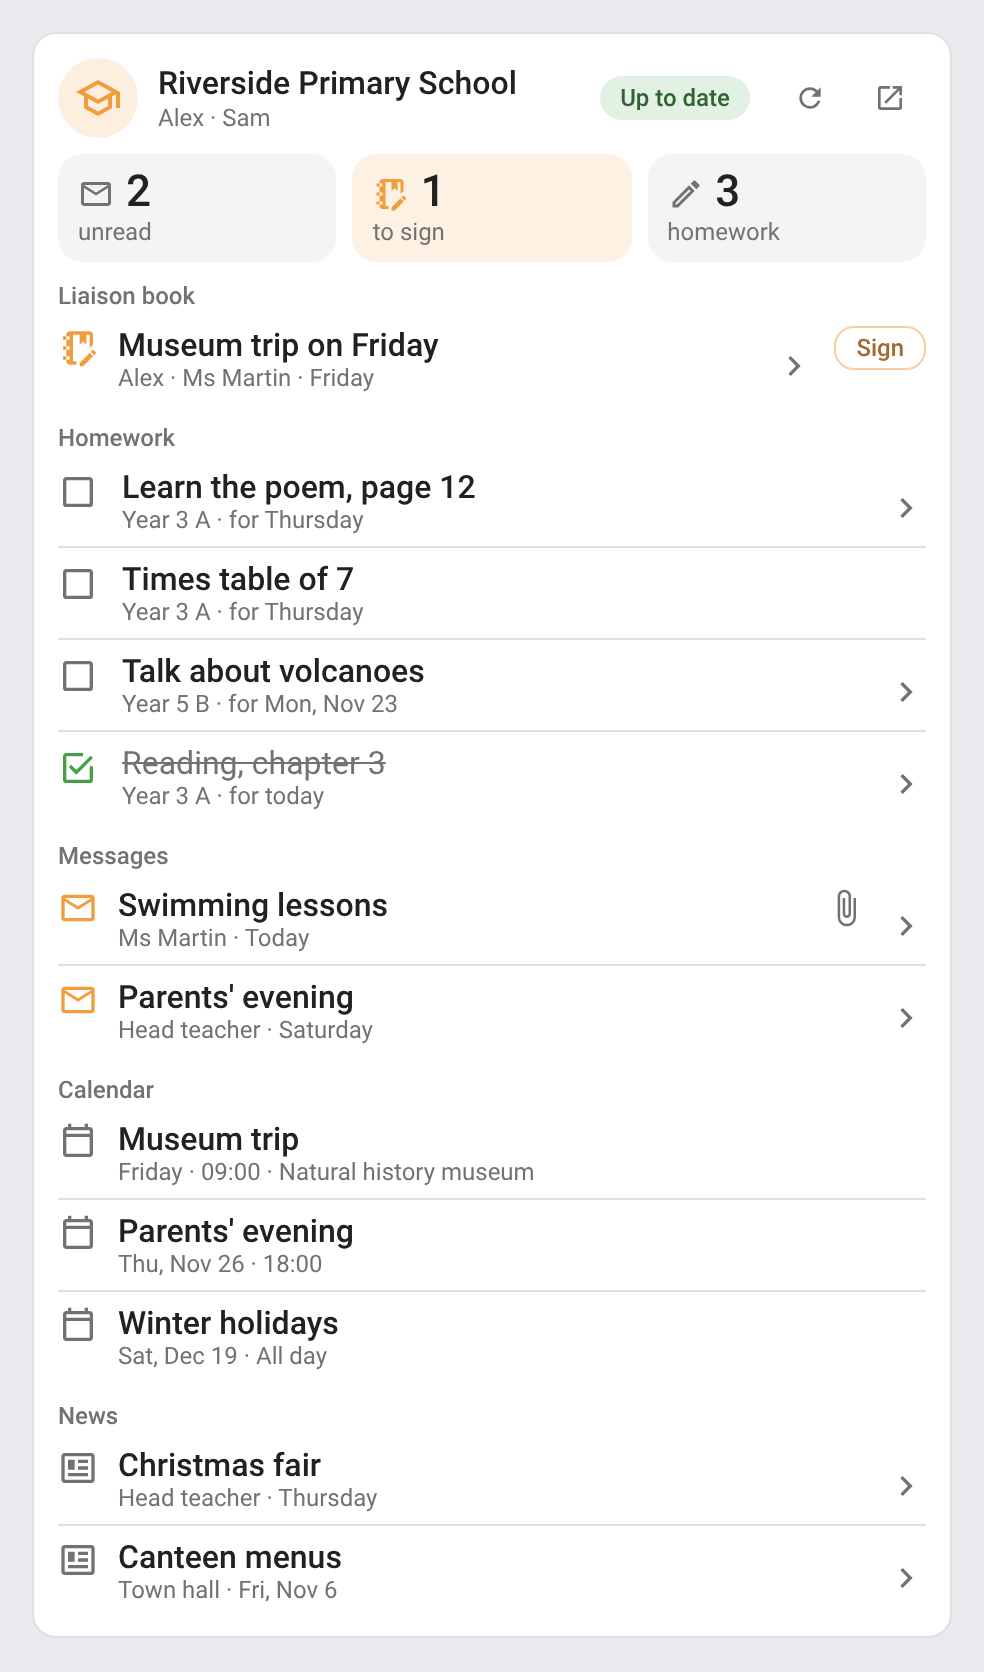 Riverside Primary School
Alex · Sam
Up to date
2
unread
1
to sign
3
homework
Liaison book
Museum trip on Friday
Alex · Ms Martin · Friday
Sign
Homework
Learn the poem, page 12
Year 3 A · for Thursday
Times table of 7
Year 3 A · for Thursday
Talk about volcanoes
Year 5 B · for Mon, Nov 23
Reading, chapter 3
Year 3 A · for today
Messages
Swimming lessons
Ms Martin · Today
Parents' evening
Head teacher · Saturday
Calendar
Museum trip
Friday · 09:00 · Natural history museum
Parents' evening
Thu, Nov 26 · 18:00
Winter holidays
Sat, Dec 19 · All day
News
Christmas fair
Head teacher · Thursday
Canteen menus
Town hall · Fri, Nov 6